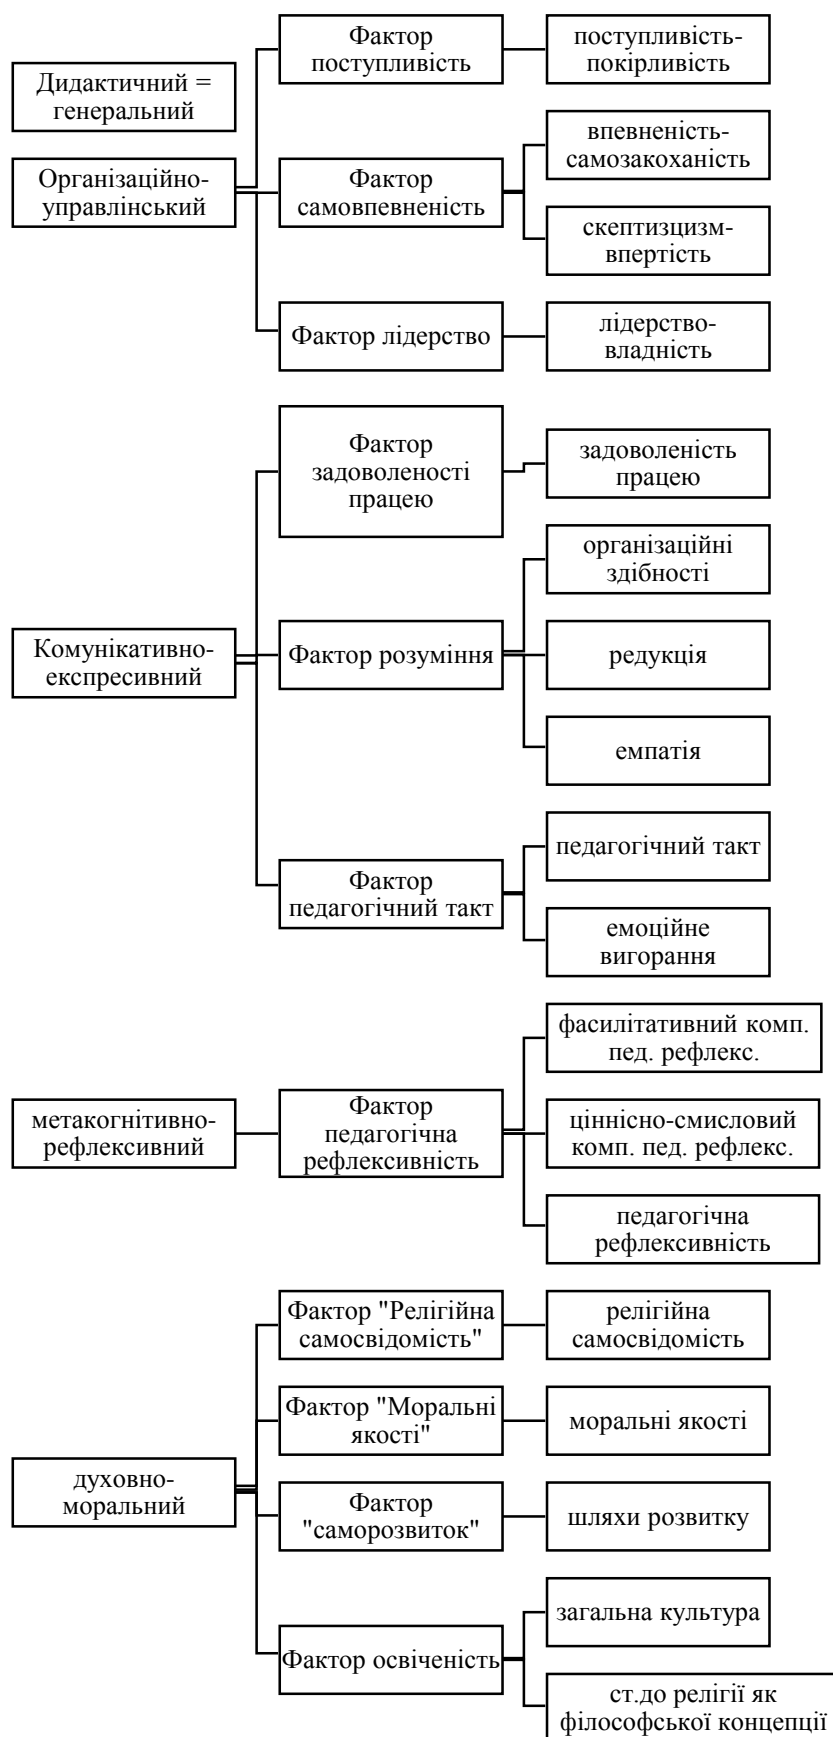 Фактор
поступливість
поступливість-
покірливість
Дидактичний =
генеральний
Організаційно-
управлінський
Фактор
самовпевненість
впевненість-
самозакоханість
скептизцизм-
впертість
Фактор лідерство
лідерство-
владність
Фактор
задоволеності
працею
задоволеність
працею
Комунікативно-
експресивний
Фактор розуміння
організаційні
здібності
редукція
емпатія
Фактор
педагогічний такт
педагогічний такт
емоційне
вигорання
метакогнітивно-
рефлексивний
Фактор
педагогічна
рефлексивність
фасилітативний комп.
пед. рефлекс.
ціннісно-смисловий
комп. пед. рефлекс.
педагогічна
рефлексивність
духовно-
моральний
Фактор "Релігійна
самосвідомість"
релігійна
самосвідомість
Фактор "Моральні
якості"
моральні якості
Фактор
"саморозвиток"
шляхи розвитку
Фактор освіченість
загальна культура
ст.до релігії як
філософської концепції